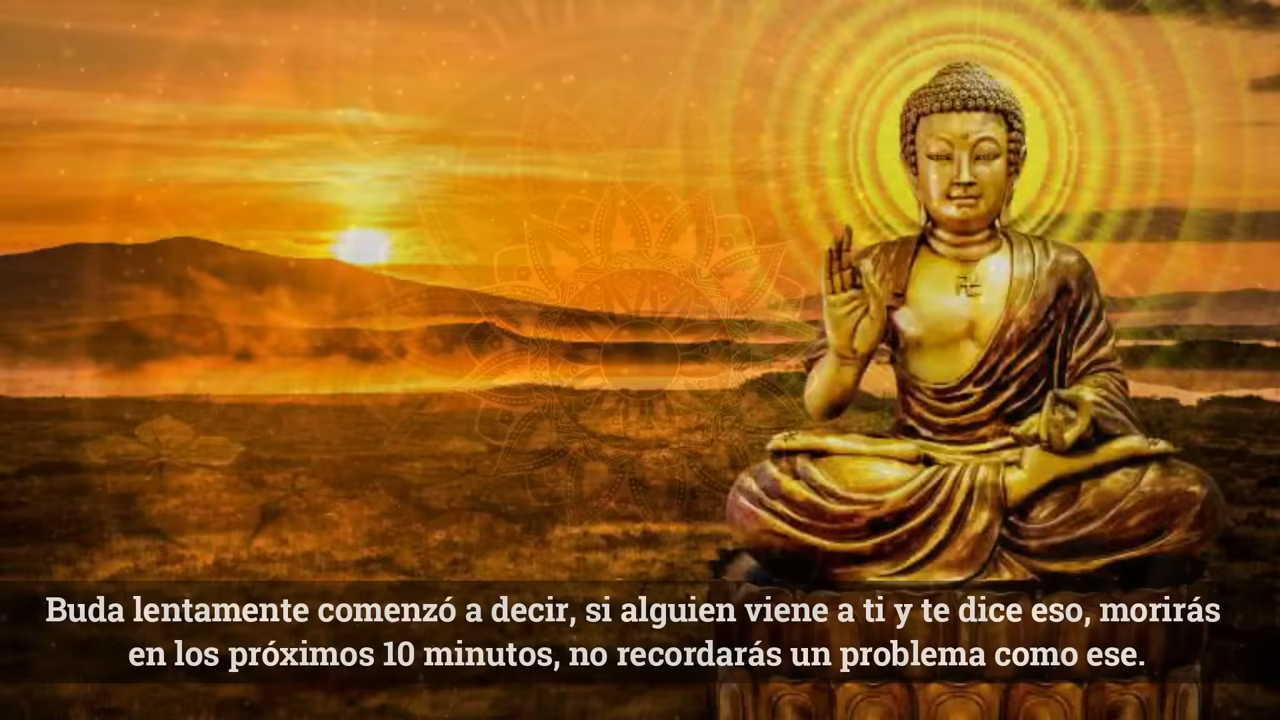 Buda lentamente comenzó a decir, si alguien viene a ti y te dice eso, morirás
en los próximos 10 minutos, no recordarás un problema como ese.